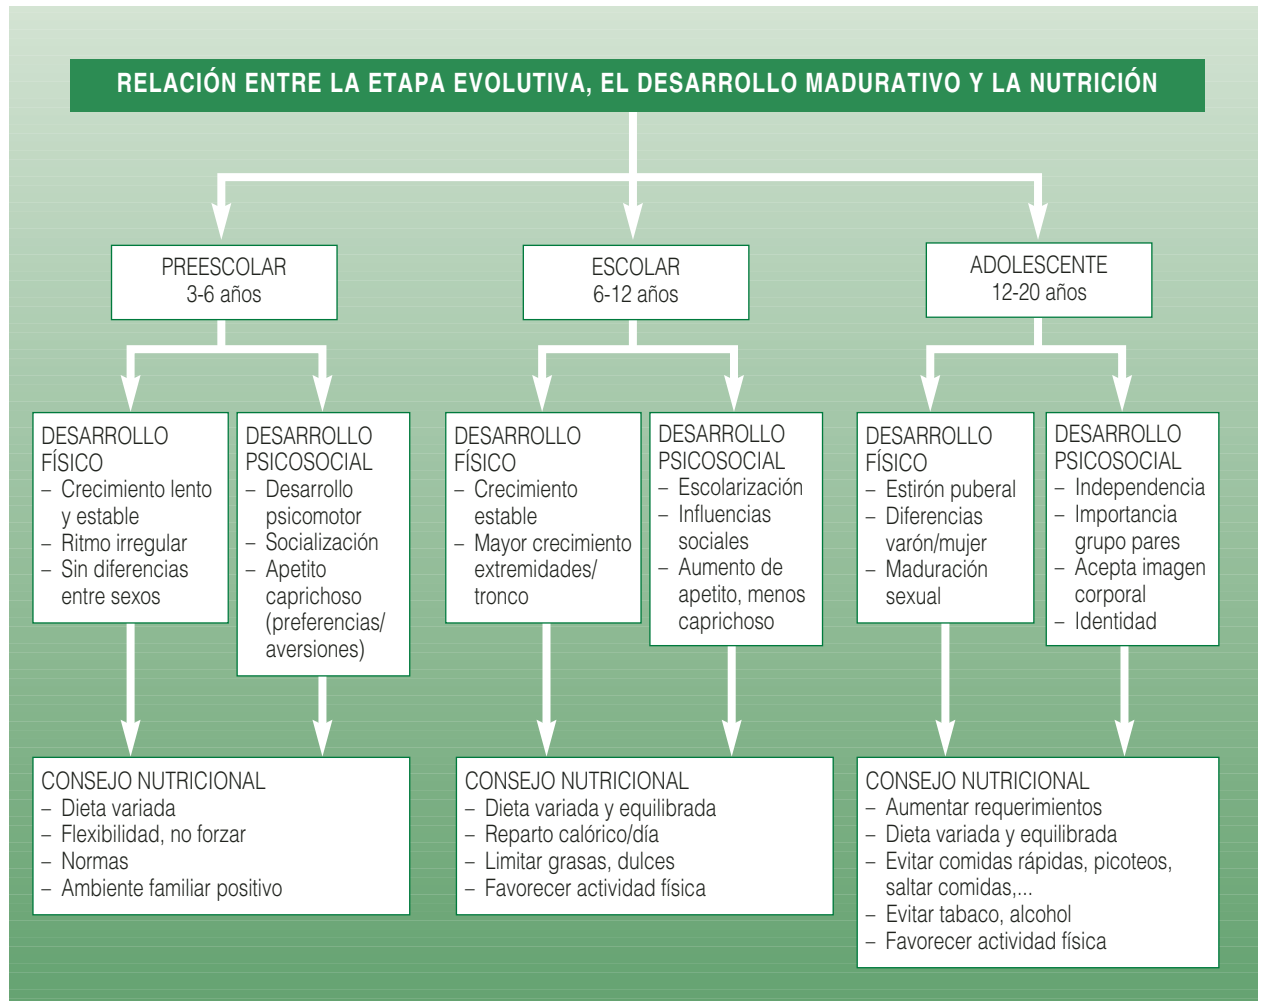 RELACIÓN ENTRE LA ETAPA EVOLUTIVA, EL DESARROLLO MADURATIVO Y LA NUTRICIÓN
PREESCOLAR
3-6 años
ESCOLAR
6-12 años
ADOLESCENTE
12-20 años
DESARROLLO
FÍSICO
– Crecimiento lento
y estable
– Ritmo irregular
– Sin diferencias
entre sexos
DESARROLLO
PSICOSOCIAL
– Desarrollo
psicomotor
– Socialización
– Apetito
caprichoso
(preferencias/
aversiones)
DESARROLLO
FÍSICO
– Crecimiento
estable
– Mayor crecimiento
extremidades/
tronco
DESARROLLO
PSICOSOCIAL
– Escolarización
– Influencias
sociales
– Aumento de
apetito, menos
caprichoso
DESARROLLO
FÍSICO
– Estirón puberal
– Diferencias
varón/mujer
– Maduración
sexual
DESARROLLO
PSICOSOCIAL
– Independencia
– Importancia
grupo pares
– Acepta imagen
corporal
– Identidad
CONSEJO NUTRICIONAL
– Dieta variada
– Flexibilidad, no forzar
– Normas
– Ambiente familiar positivo
CONSEJO NUTRICIONAL
– Dieta variada y equilibrada
– Reparto calórico/día
– Limitar grasas, dulces
– Favorecer actividad física
CONSEJO NUTRICIONAL
– Aumentar requerimientos
– Dieta variada y equilibrada
– Evitar comidas rápidas, picoteos,
saltar comidas,...
– Evitar tabaco, alcohol
– Favorecer actividad física